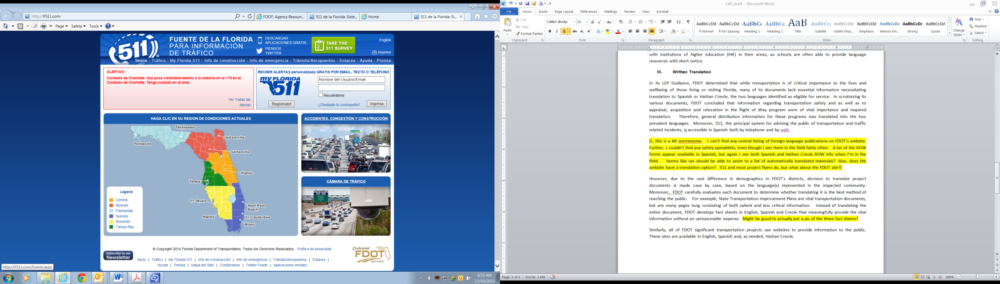 http://fl511.com/
FDOT: Agency Resourc...
511 de la Florida: Siste...
Home
511 de la Florida: Si...
Page
Safety
Tools
511
FUENTE DE LA FLORIDA
PARA INFORMACIÓN
DE TRÁFICO
DESCARGAR
APLICACIONES GRATIS
PIENSOS
TWITTER
TAKE THE
511 SURVEY
English
Imprime
Inicio - Tráfico - My Florida 511 - Info de construcción - Info de emergencia - Tránsito/Aeropuertos - Enlaces - Ayuda - Prensa
ALERTAS:
Condado de Charlotte: Hay poca visibilidad debido a la nieblina en la I-75 en el
Condado de Charlotte. Tenga cuidado en el area.
Ver Todas las
Alertas
RECIBIR ALERTAS personalizada GRATIS POR EMAIL, TEXTO O TELÉFONO
MY FLORIDA
511
Nombre del Usuario/Email
Recuérdeme
Regístrate!
¿Olvidaste tu contraseña?
Ingresa
HAGA CLIC EN SU REGION DE CONDICIONES ACTUALES
Tallahassee
Pensacola
Jacksonville
Gainesville
Orlando
Tampa
Ft. Myers
West Palm
Beach
Naples
Ft. Lauderdale
Miami
Legend
Central
Noreste
Panhandle
Sureste
Suroeste
Tampa Bay
ACCIDENTES, CONGESTIÓN Y CONSTRUCCIÓN
CÁMARA DE TRÁFICO
Subscribe to our
Newsletter
© Copyright 2014 Florida Department of Transportation. Todos los Derechos Resevados. Política de privacidad
Inicio | Tráfico | My Florida 511 | Info de construcción | Info de emergencia | Tránsito/Aeropuertos | Enlaces |
Ayuda | Prensa | Mapa del Sitio | Contáctanos | Twitter Feeds | Aplicaciones móviles
Centennial
FDOT
1915 • 2015
http://fl511.com/Events.aspx
6:53 AM
12/16/2015
LAP_draft - Microsoft Word
File
Home
Insert
Page Layout
References
Mailings
Review
View
Acrobat
Paste
Cut
Copy
Format Painter
Clipboard
Calibri (Body)
11
Font
Paragraph
AaBbCcDd
¶ Normal
AaBbCcDd
¶ No Spacing
AaBbCc
Heading 1
AaBbCc
Heading 2
AaB
Title
AaBbCci
Subtitle
AaBbCcDd
Subtle Emp...
AaBbCcDd
Emphasis
AaBbCcDc
Intense Em...
AaBbCcDc
Strong
AaBbCcDd
Quote
Change
Styles
Styles
Find
Replace
Select
Editing
with institutions of higher education (IHE) in their areas, as schools are often able to provide language
resources with short notice.
III. Written Translation
In its LEP Guidance, FDOT determined that while transportation is of critical importance to the lives and
wellbeing of those living or visiting Florida, many of its documents lack essential information necessitating
translation to Spanish or Haitian Creole, the two languages identified as eligible for service. In scrutinizing its
various documents, FDOT concluded that information regarding transportation safety and as well as to
appraisal, acquisition and relocation in the Right of Way program were of vital importance and required
translation. Therefore, general distribution information for these programs was translated into the two
prevalent languages. Moreover, 511, the principal system for advising the public of transportation and traffic
related incidents, is accessible in Spanish both by telephone and by web.
[J, this is a bit worriesome. I can't find any central listing of foreign language publications on FDOT's website.
Further, I couldn't find any safety pamphlets, even though I see them in the field fairly often. A lot of the ROW
forms appear available in Spanish, but again I see both Spanish and Haitian Creole ROW info when I'm in the
field. Seems like we should be able to point to a list of automatically translated materials? Also, does the
website have a translation option? 511 and most project flyers do, but what about the FDOT site?]
However, due to the vast difference in demographics in FDOT's districts, decision to translate project
documents is made case by case, based on the language(s) represented in the impacted community.
Moreover, FDOT carefully evaluates each document to determine whether translating it is the best method of
reaching the public. For example, State Transportation Improvement Plans are vital transportation documents,
but are many pages long consisting of both salient and less critical information. Instead of translating the
entire document, FDOT develops fact sheets in English, Spanish and Creole that meaningfully provide the vital
information without an unreasonable expense. Might be good to actually put a pic of the three fact sheets?
Similarly, all of FDOT significant transportation projects use websites to provide information to the public.
These sites are available in English, Spanish and, as needed, Haitian Creole.
Page: 3 of 4
Words: 1,456
100%